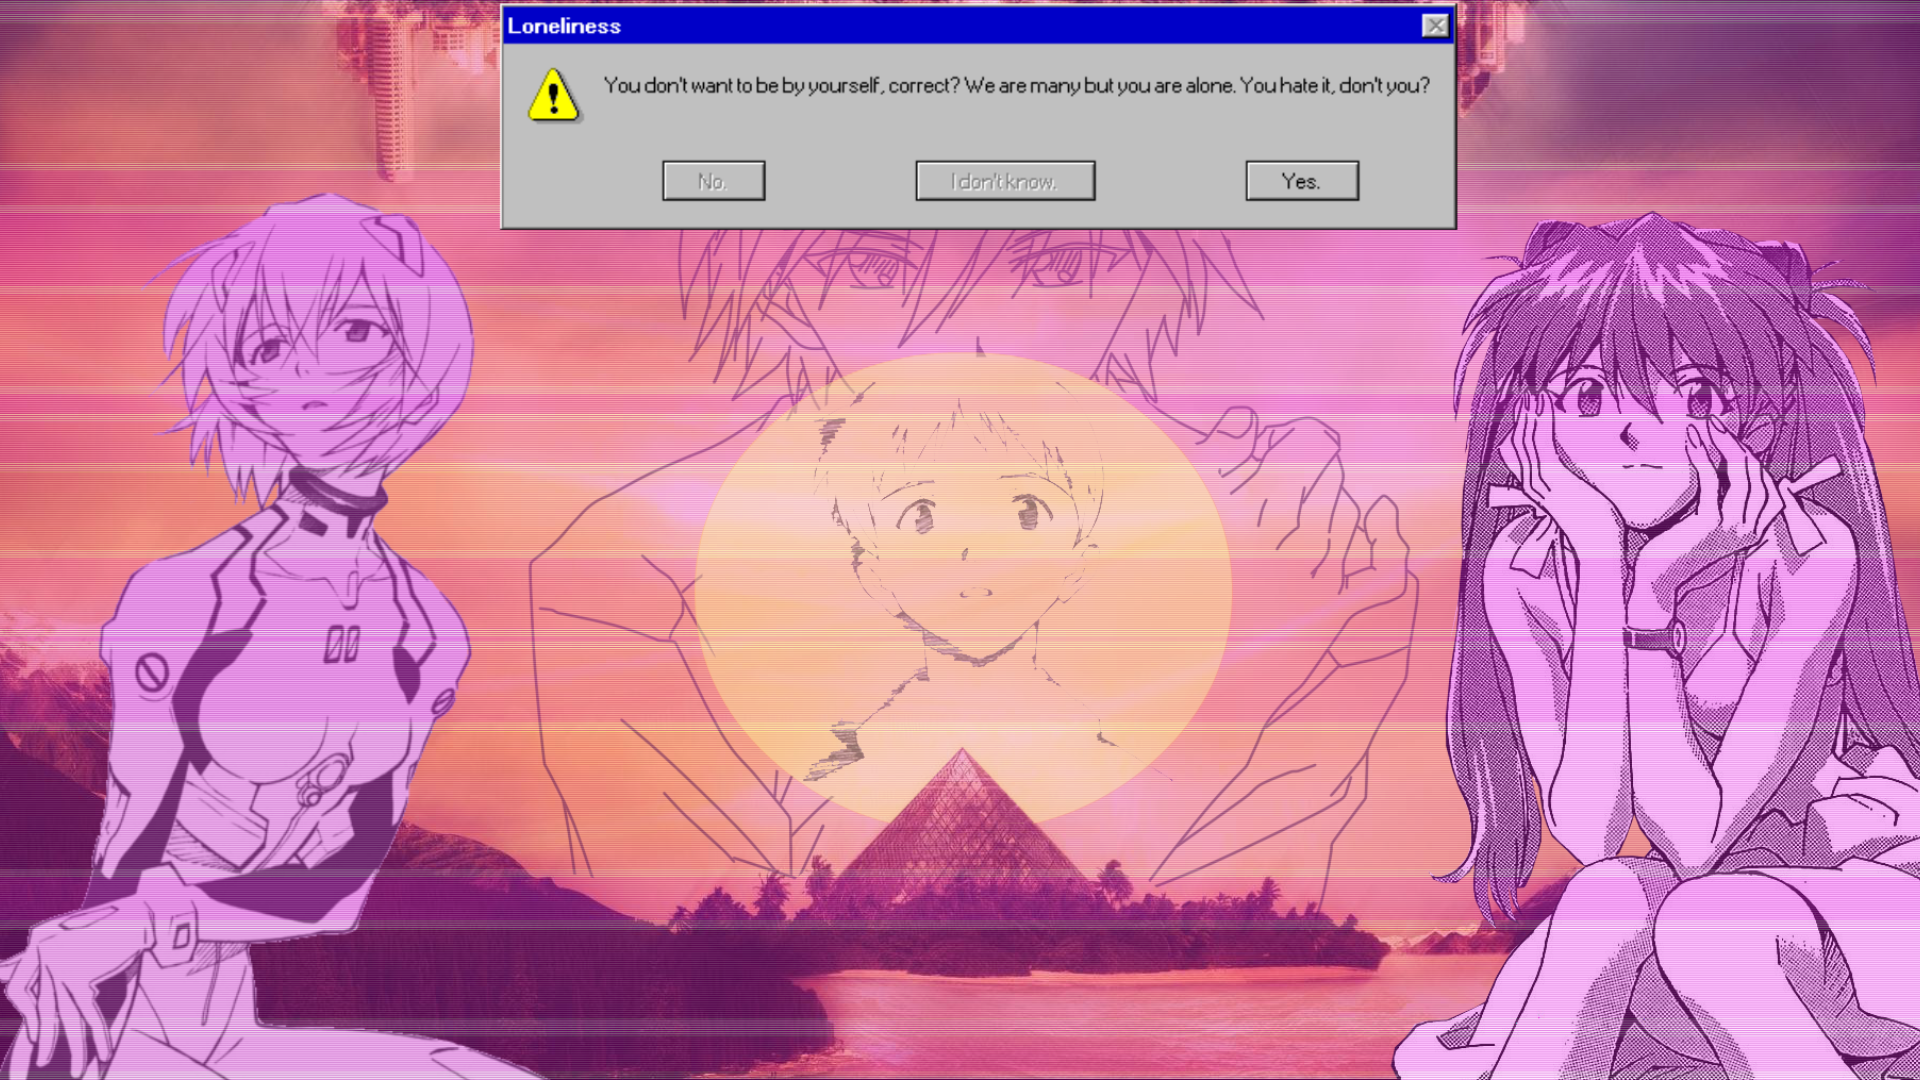 Loneliness
You don't want to be by yourself, correct? We are many but you are alone. You hate it, don't you?
No.
I don't know.
Yes.